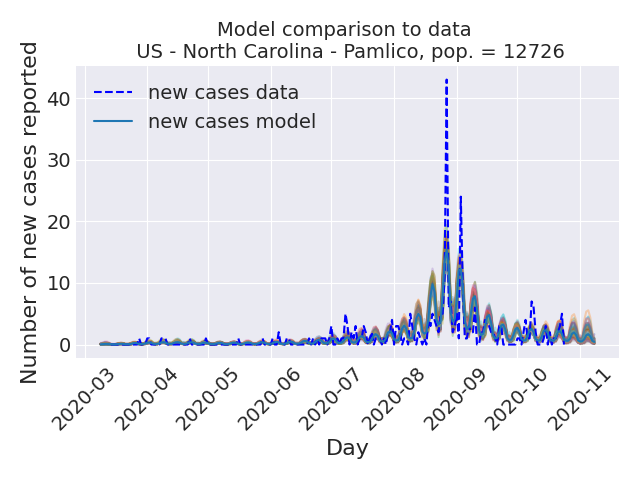 Model comparison to data
US - North Carolina - Pamlico, pop. = 12726
Number of new cases reported
40
30
20
10
0
new cases data
new cases model
2020-03
2020-04
2020-05
2020-06
2020-07
2020-08
2020-09
2020-10
2020-11
Day